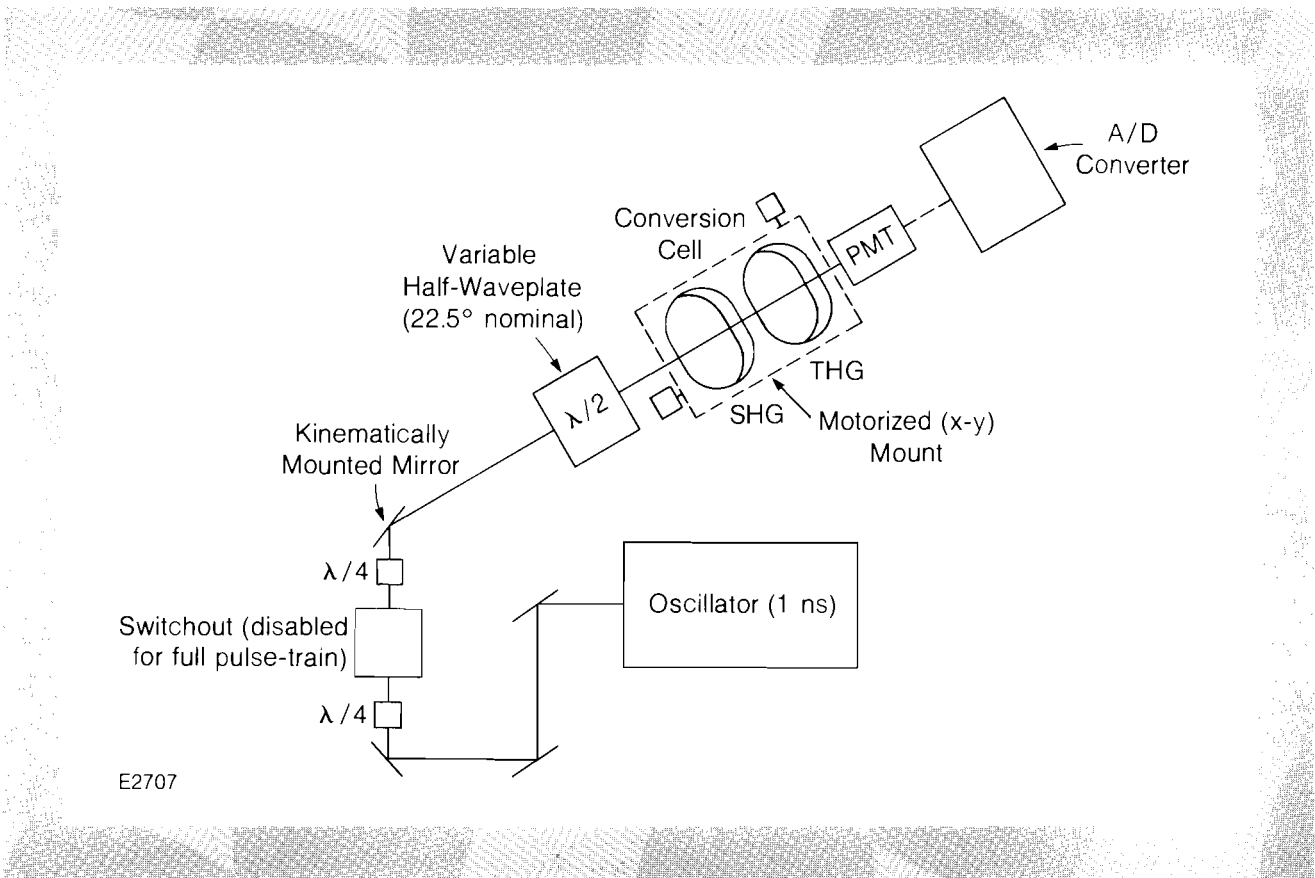 A/D
Converter
Conversion
Cell
PMT
Variable
Half-Waveplate
(22.5° nominal)
THG
λ/2
SHG
Motorized (x-y)
Mount
Kinematically
Mounted Mirror
λ/4
Oscillator (1 ns)
Switchout (disabled
for full pulse-train)
λ/4
E2707